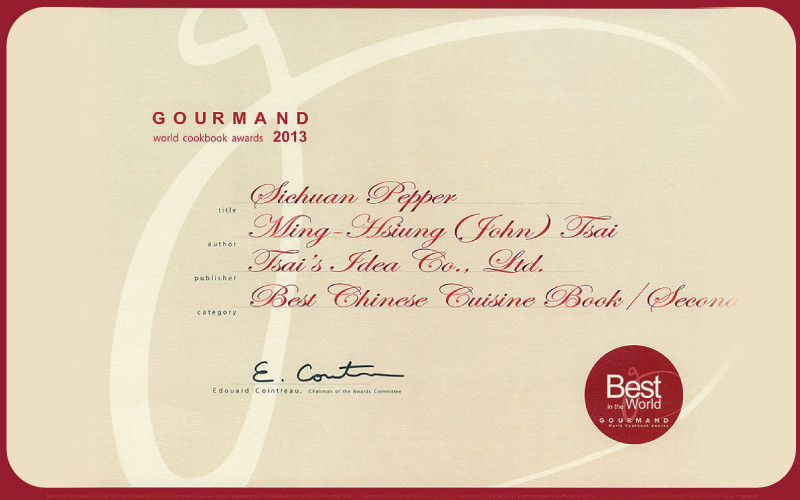 GOURMAND
world cookbook awards 2013
title Sichuan Pepper
author Ming-Hsiung (John) Tsai
publisher Tsai's Idea Co., Ltd.
category Best Chinese Cuisine Book / Second
E. Cointr
Edouard Cointreau, Chairman of the Awards Committee
Best
in the World
GOURMAND
World Cookbook Awards